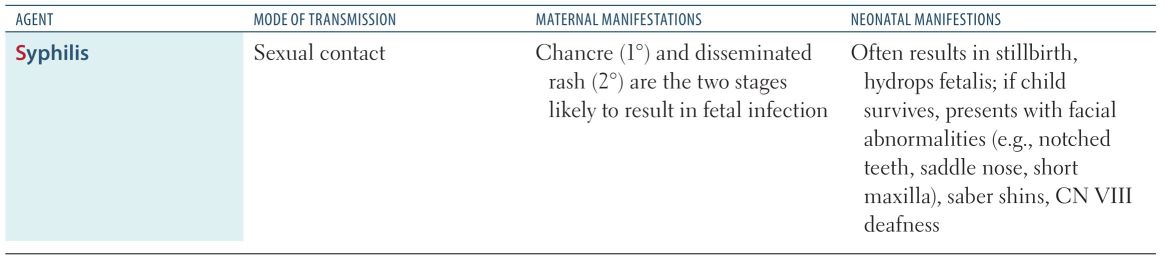 AGENT MODE OF TRANSMISSION MATERNAL MANIFESTATIONS NEONATAL MANIFESTIONS
Syphilis Sexual contact Chancre (1°) and disseminated Often results in stillbirth,
rash (2°) are the two stages hydrops fetalis; if child
likely to result in fetal infection survives, presents with facial
abnormalities (e.g., notched
teeth, saddle nose, short
maxilla), saber shins, CN VIII
deafness